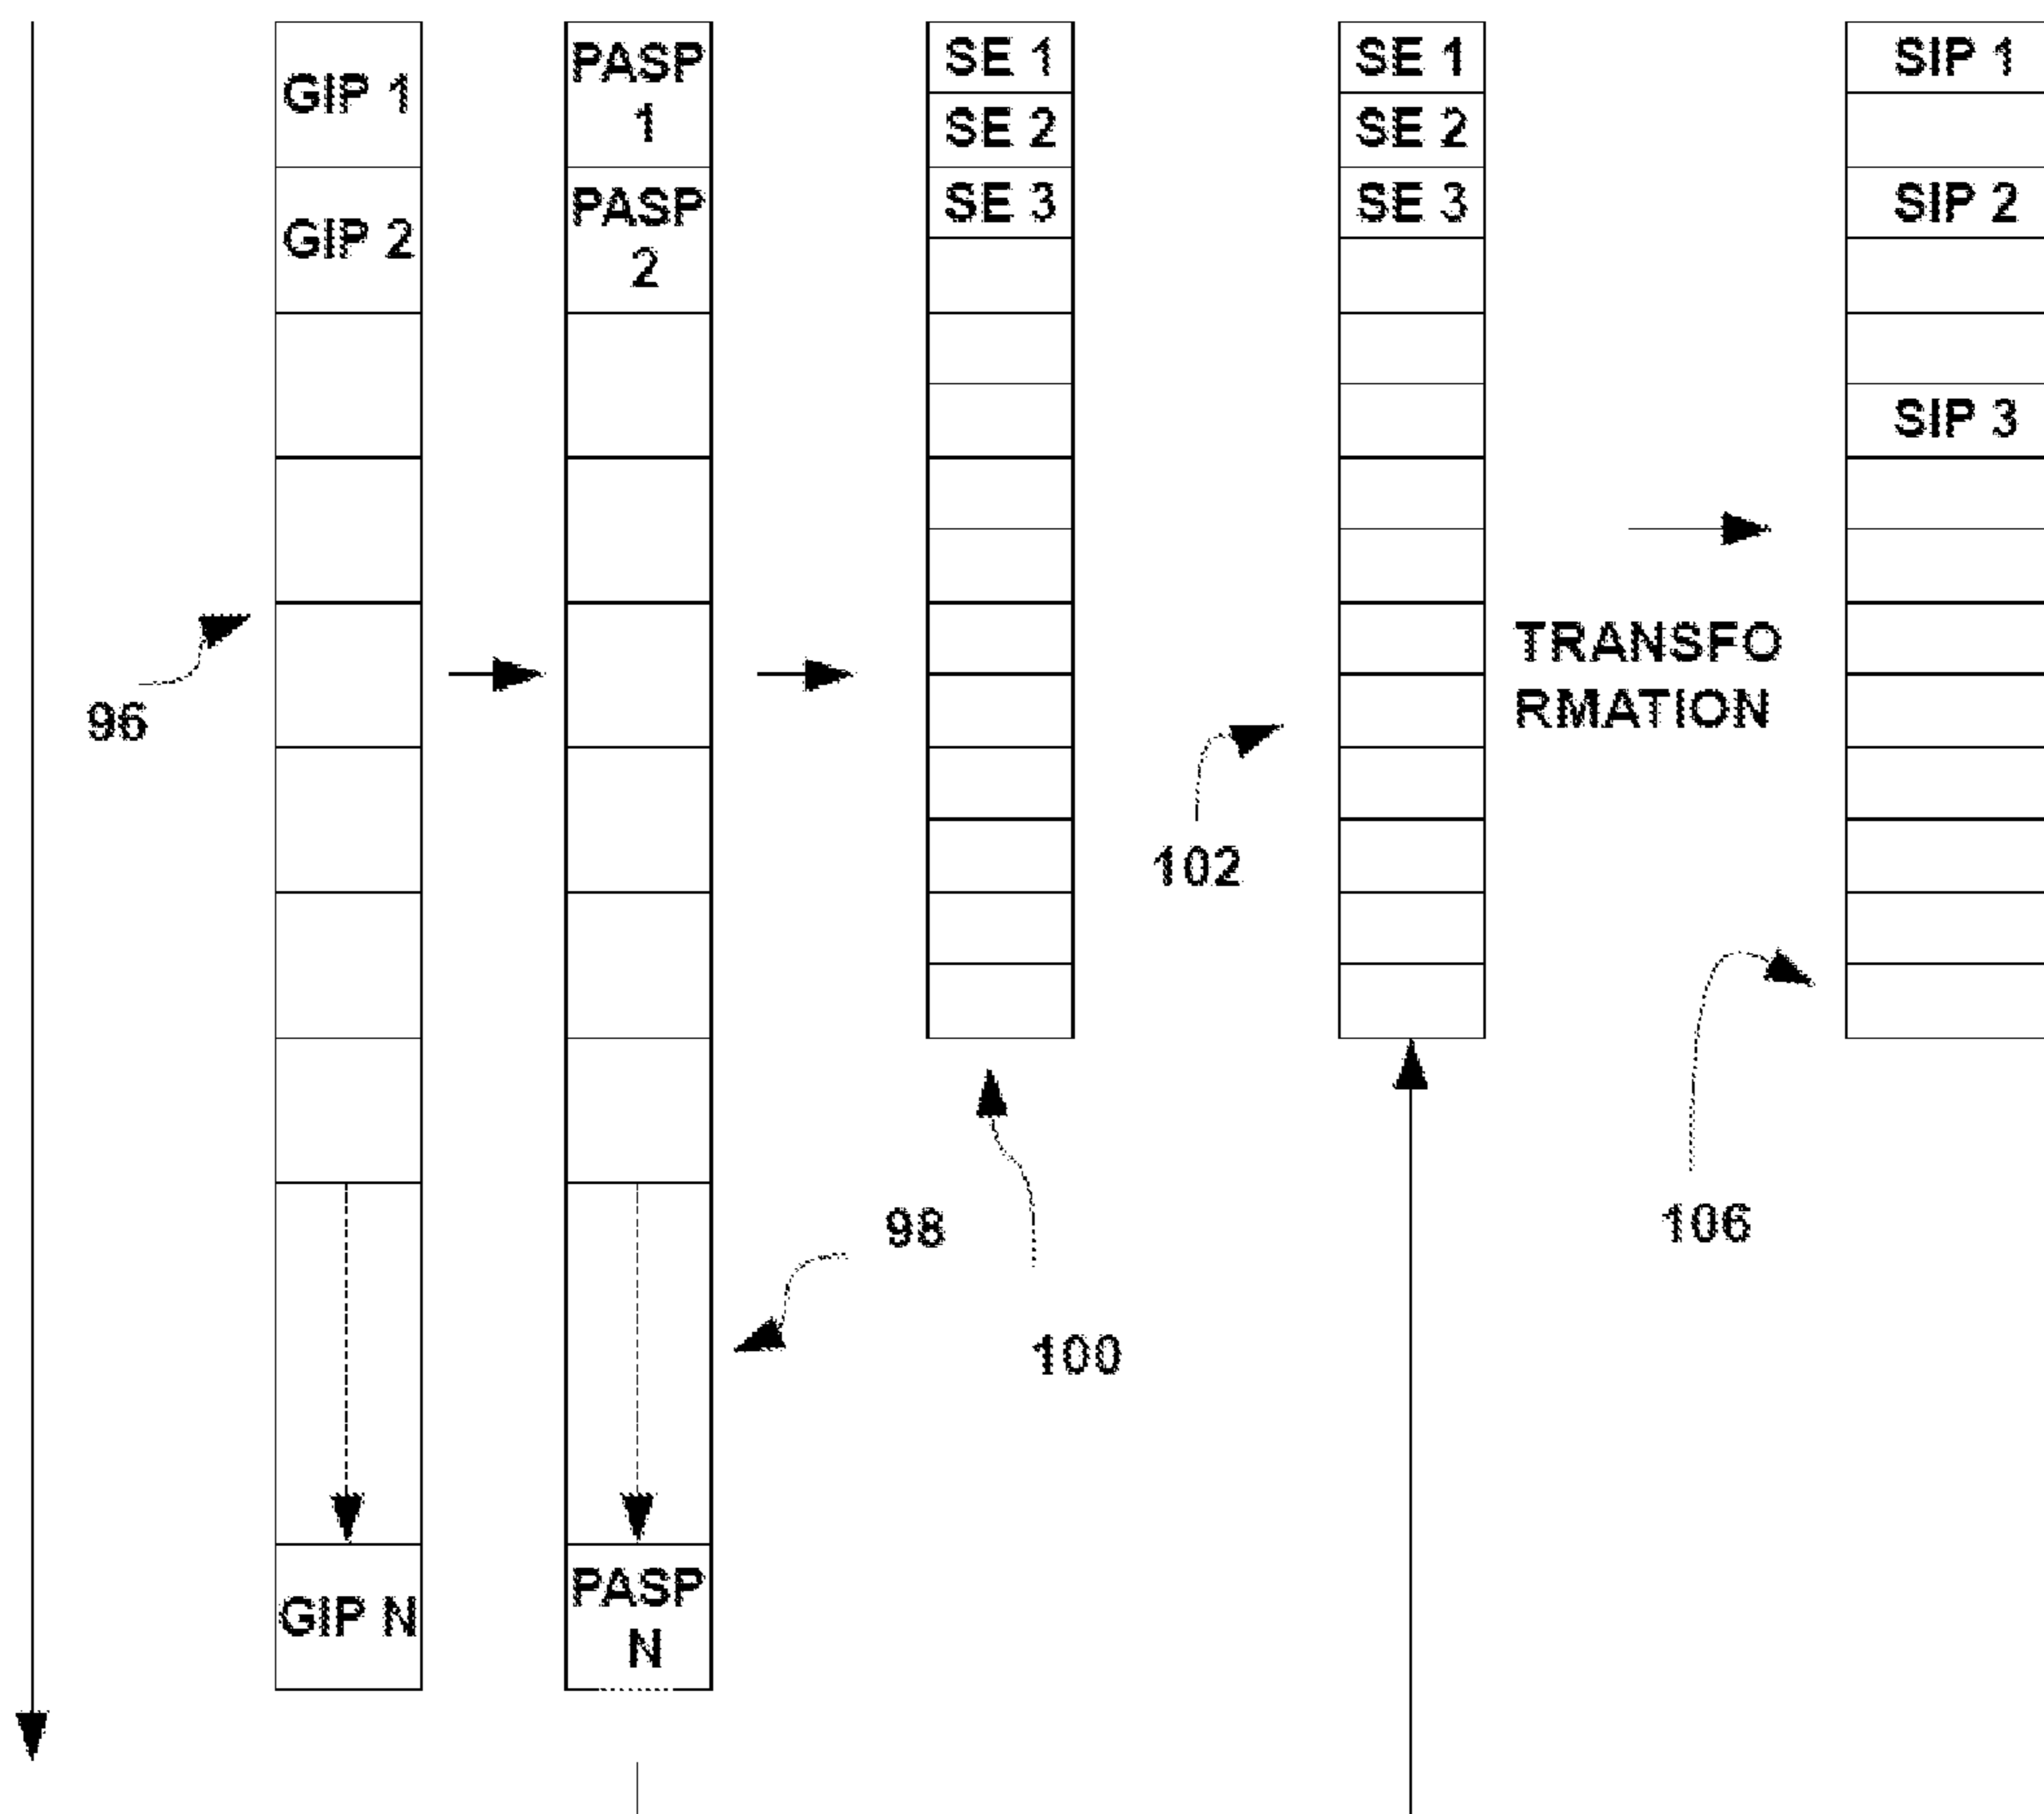 GIP 1
GIP 2
GIP N
PASP
1
PASP
2
PASP
N
SE 1
SE 2
SE 3
SE 1
SE 2
SE 3
SIP 1
SIP 2
SIP 3
TRANSFO
RMATION
96
98
100
102
106